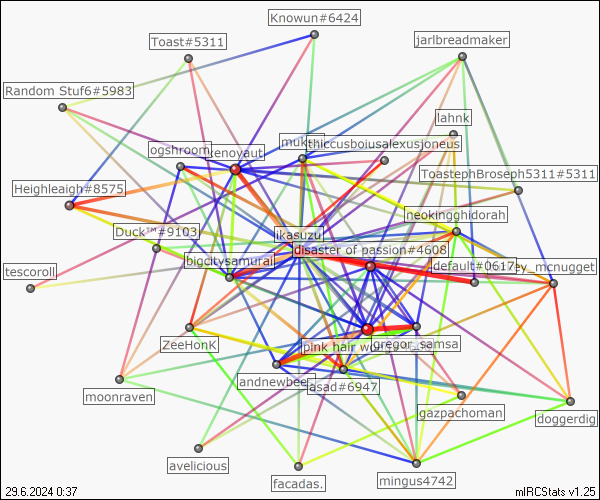 Knowun#6424
Toast#5311
jarlbreadmaker
Random Stuf6#5983
lahnk
mukt
thiccusboiusalexusjoneus
ogshroom
xenoyaut
ToastephBroseph5311#5311
Heighleaigh#8575
neokingghidorah
Duck™#9103
ikasuzu
disaster of passion#4608
bigcitysamurai
default#0617
ey_mcnugget
tescoroll
ZeeHonk
pink hair w
gregor_samsa
andrewbee
asad#6947
moonraven
gazpachoman
doggerdig
avelicious
facadas.
mingus4742
29.6.2024 0:37
mIRCStats v1.25